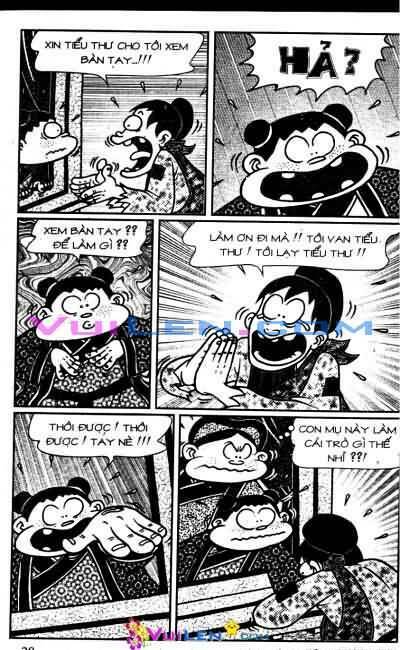 XIN TIỂU THƯ CHO TÔI XEM
BÀN TAY...!!!
HẢ?
XEM BÀN TAY ??
ĐỂ LÀM GÌ ??
LÀM ƠN ĐI MÀ !! TÔI VAN TIỂU
THƯ ! TÔI LẠY TIỂU THƯ !!
VUILEN.COM
THÔI ĐƯỢC ! THÔI
ĐƯỢC ! TAY NÈ !!!
CON MỤ NÀY LÀM
CÁI TRÒ GÌ THẾ
NHỈ ??!
VUILEN.COM